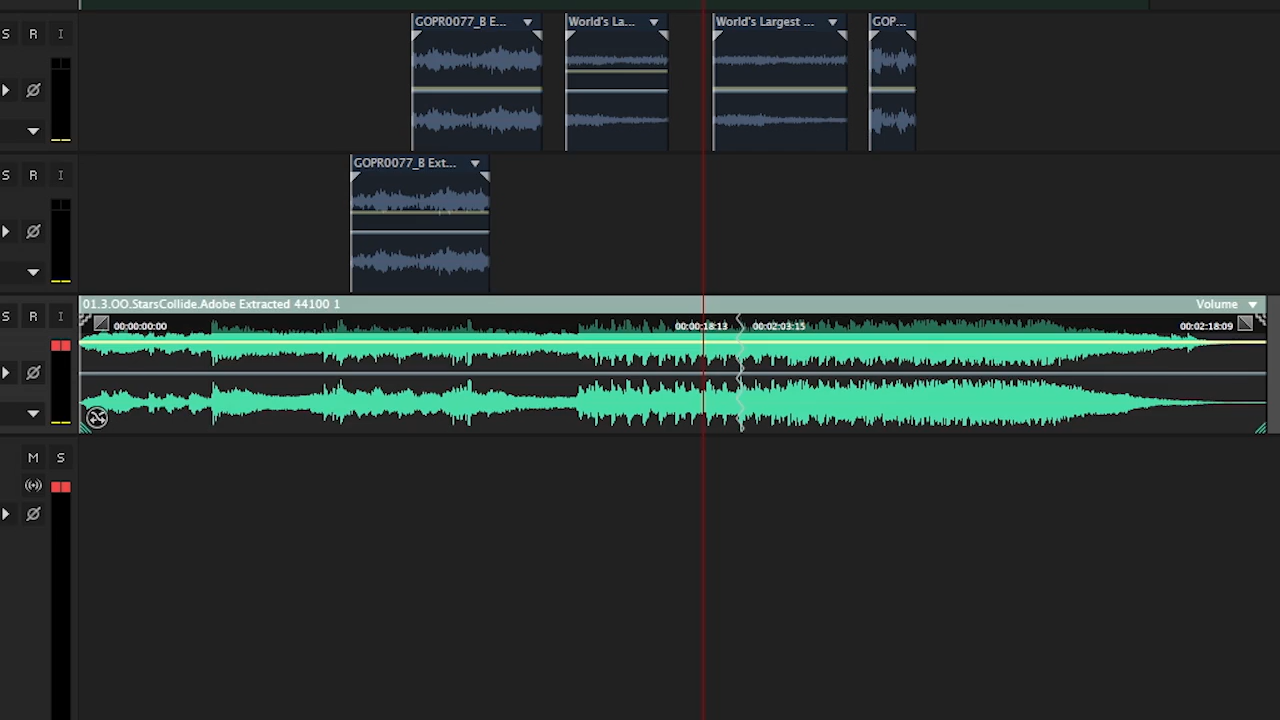 GOPR0077_B E... World's La... World's Largest ... GOP...
S R I
GOPR0077_B Ext...
S R I
01.3.OO.StarsCollide.Adobe Extracted 44100 1 Volume
S R I
00:00:00:00 00:00:18:13 00:02:03:15 00:02:18:09
M S